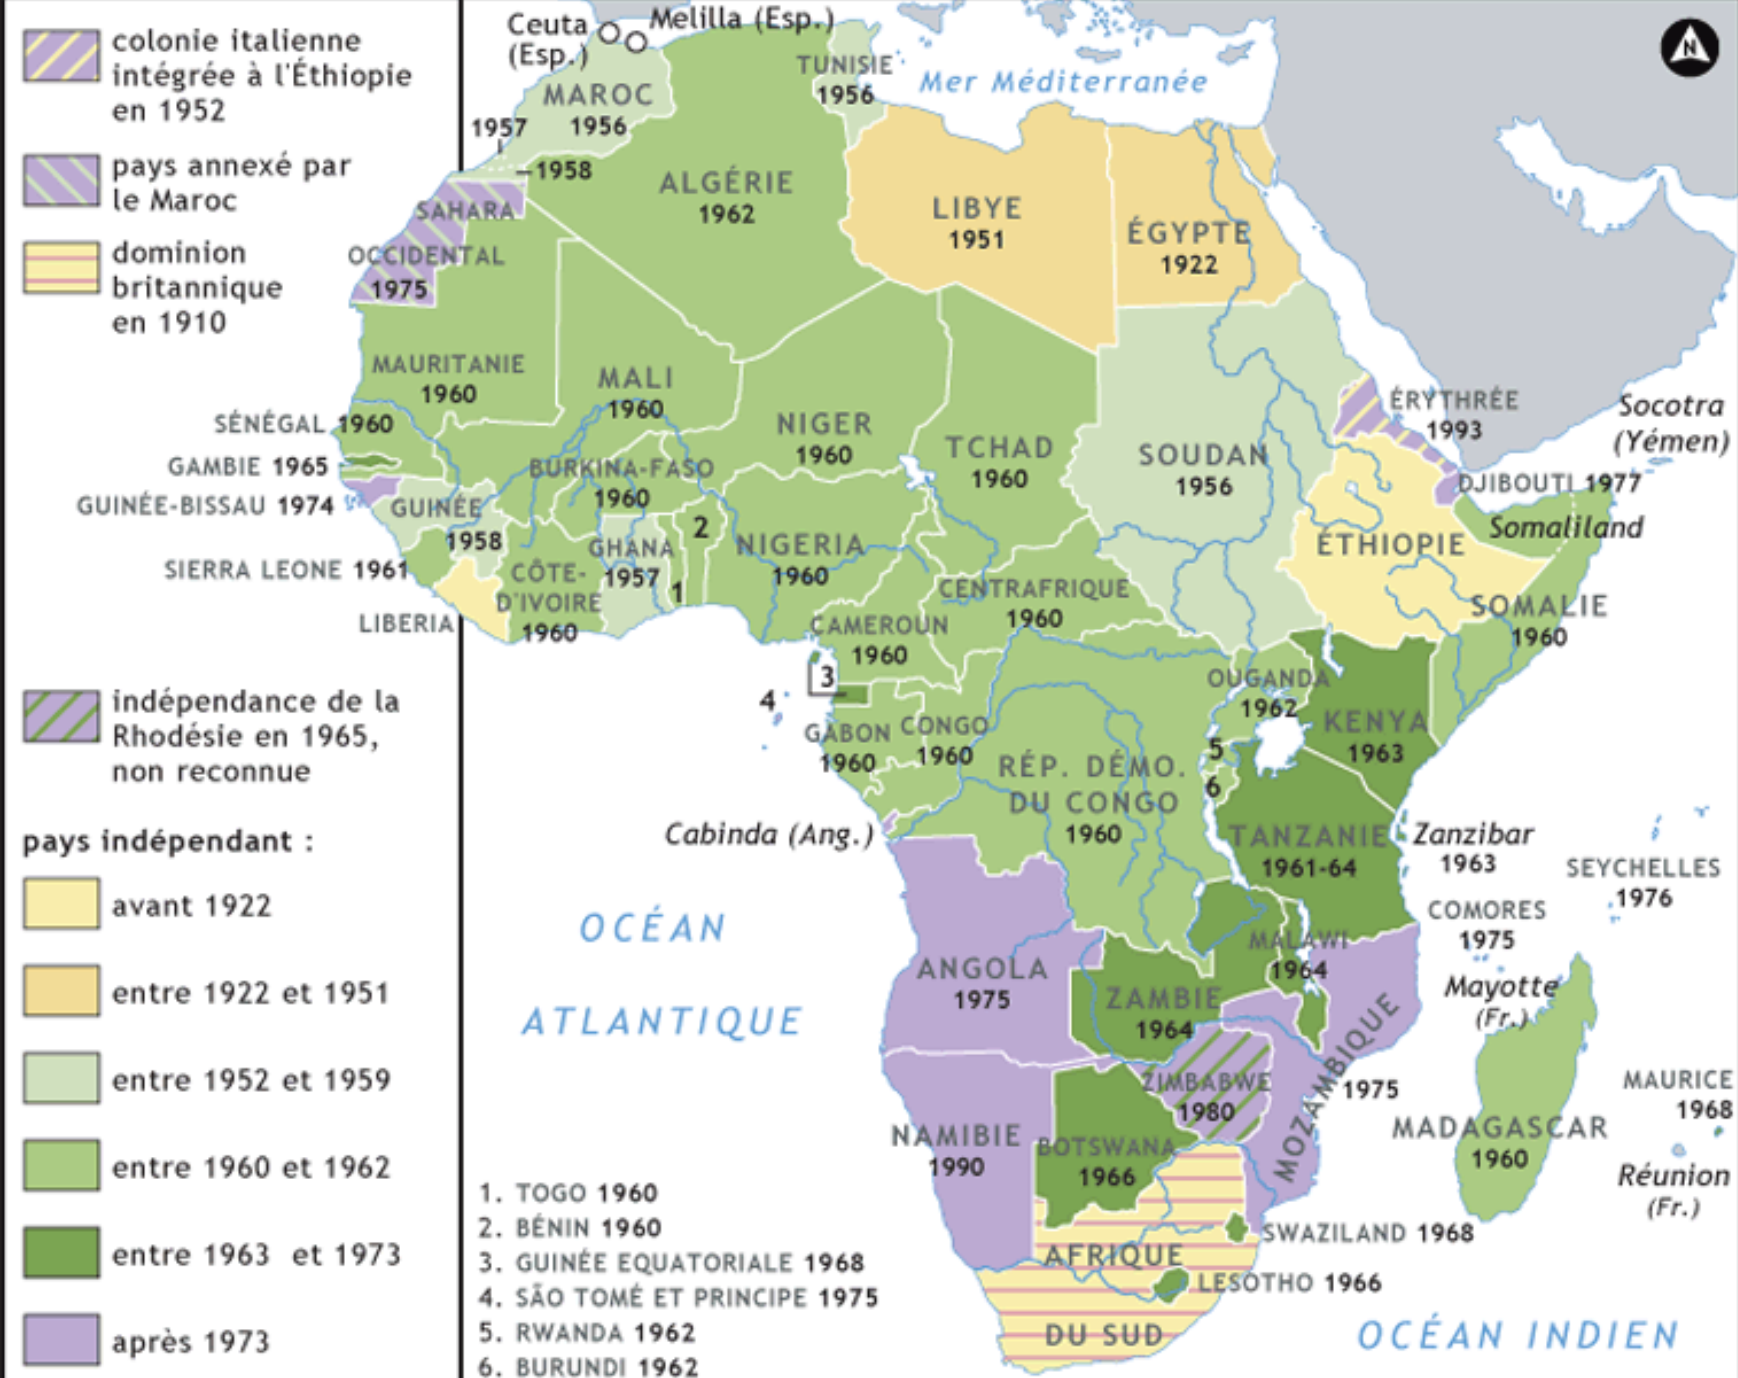 colonie italienne
intégrée à l'Éthiopie
en 1952
pays annexé par
le Maroc
dominion
britannique
en 1910
indépendance de la
Rhodésie en 1965,
non reconnue
pays indépendant :
avant 1922
entre 1922 et 1951
entre 1952 et 1959
entre 1960 et 1962
entre 1963 et 1973
après 1973
Ceuta
(Esp.)
Melilla (Esp.)
N
TUNISIE
1956
Mer Méditerranée
MAROC
1956
1957
1958
ALGÉRIE
1962
LIBYE
1951
ÉGYPTE
1922
SAHARA
OCCIDENTAL
1975
MAURITANIE
1960
MALI
1960
NIGER
1960
TCHAD
1960
SOUDAN
1956
ÉRYTHRÉE
1993
Socotra
(Yémen)
SÉNÉGAL 1960
GAMBIE 1965
GUINÉE-BISSAU 1974
GUINÉE
1958
BURKINA-FASO
1960
DJIBOUTI 1977
Somaliland
SIERRA LEONE 1961
LIBERIA
CÔTE-
D'IVOIRE
1960
GHANA
1957
1
2
NIGERIA
1960
ÉTHIOPIE
CENTRAFRIQUE
1960
SOMALIE
1960
CAMEROUN
1960
3
4
GABON
1960
CONGO
1960
RÉP. DÉMO.
DU CONGO
1960
OUGANDA
1962
KENYA
1963
5
6
Cabinda (Ang.)
TANZANIE
1961-64
Zanzibar
1963
SEYCHELLES
1976
COMORES
1975
OCÉAN
ATLANTIQUE
ANGOLA
1975
MALAWI
1964
ZAMBIE
1964
Mayotte
(Fr.)
MOZAMBIQUE
1975
ZIMBABWE
1980
MAURICE
1968
NAMIBIE
1990
BOTSWANA
1966
MADAGASCAR
1960
Réunion
(Fr.)
SWAZILAND 1968
AFRIQUE
DU SUD
LESOTHO 1966
OCÉAN INDIEN
1. TOGO 1960
2. BÉNIN 1960
3. GUINÉE EQUATORIALE 1968
4. SÃO TOMÉ ET PRINCIPE 1975
5. RWANDA 1962
6. BURUNDI 1962